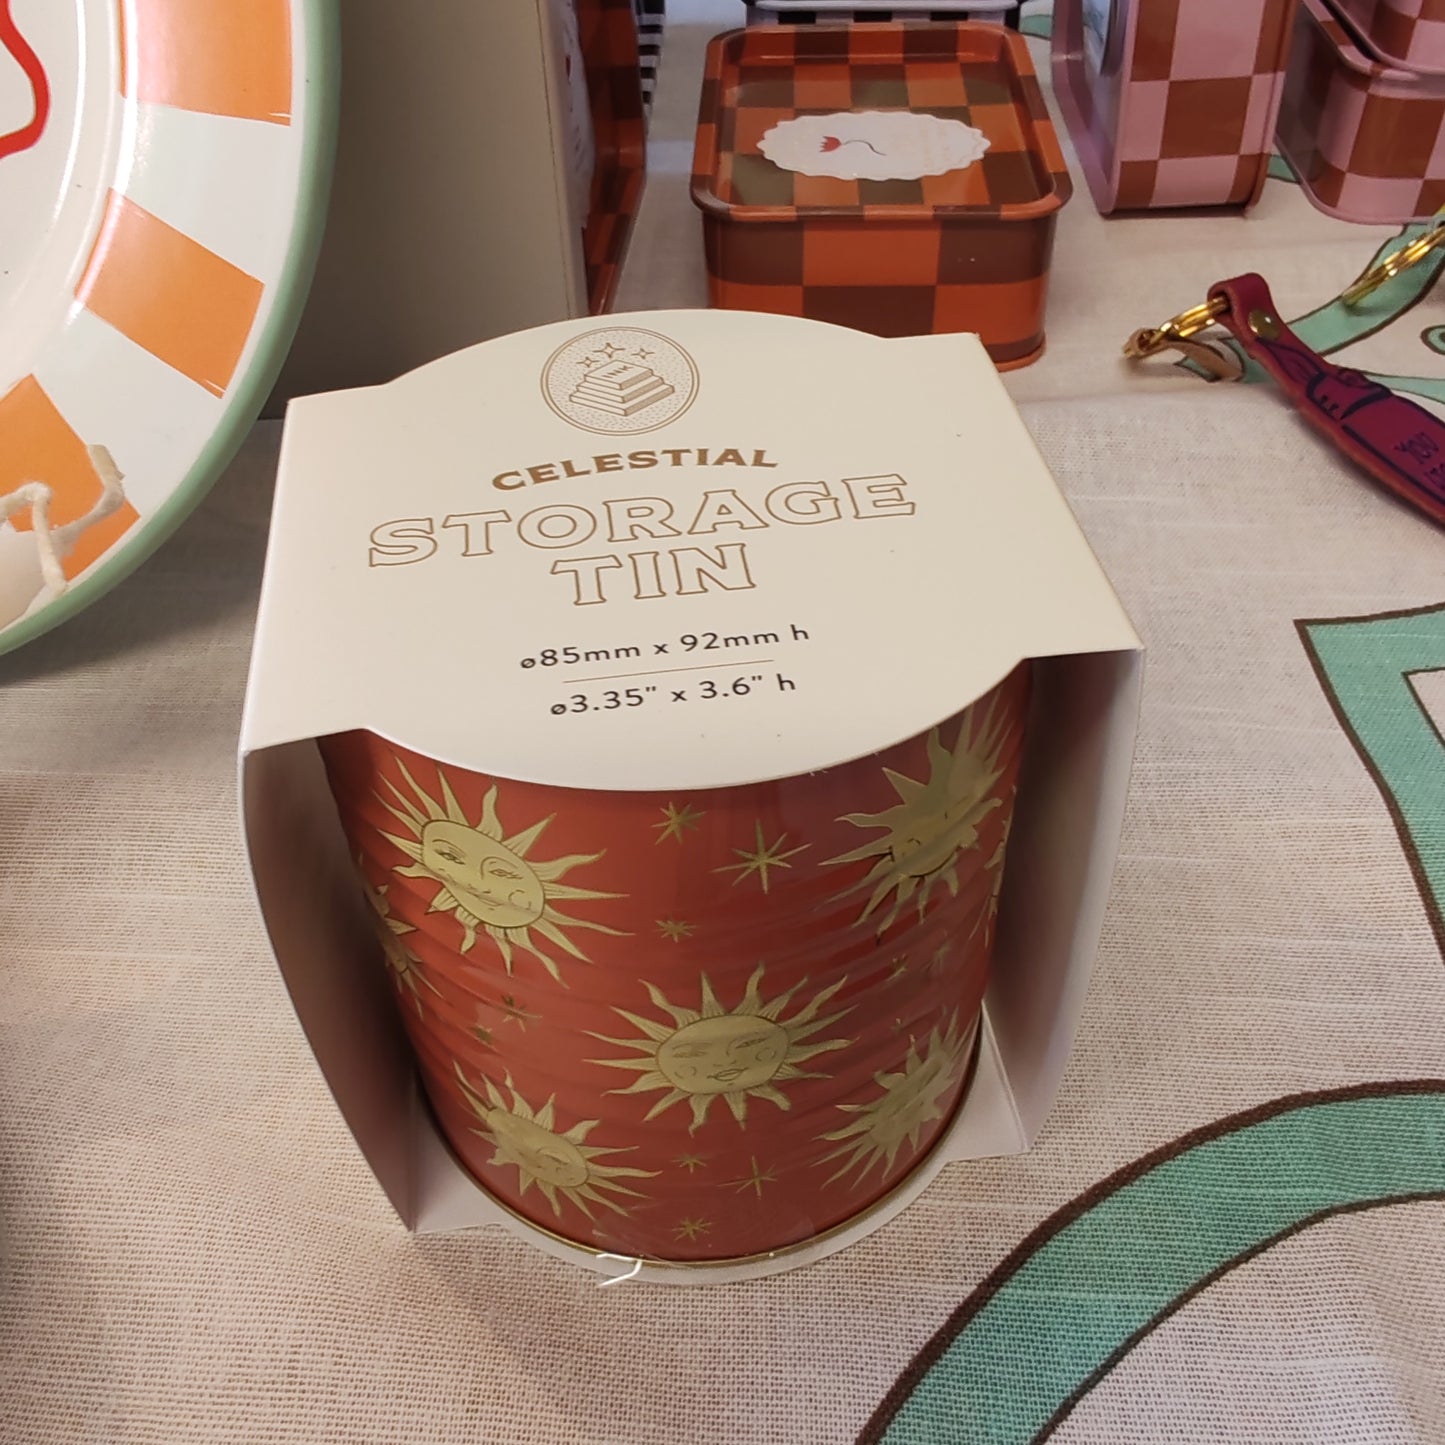 CELESTIAL
STORAGE
TIN
ø85mm x 92mm h
ø3.35" x 3.6" h